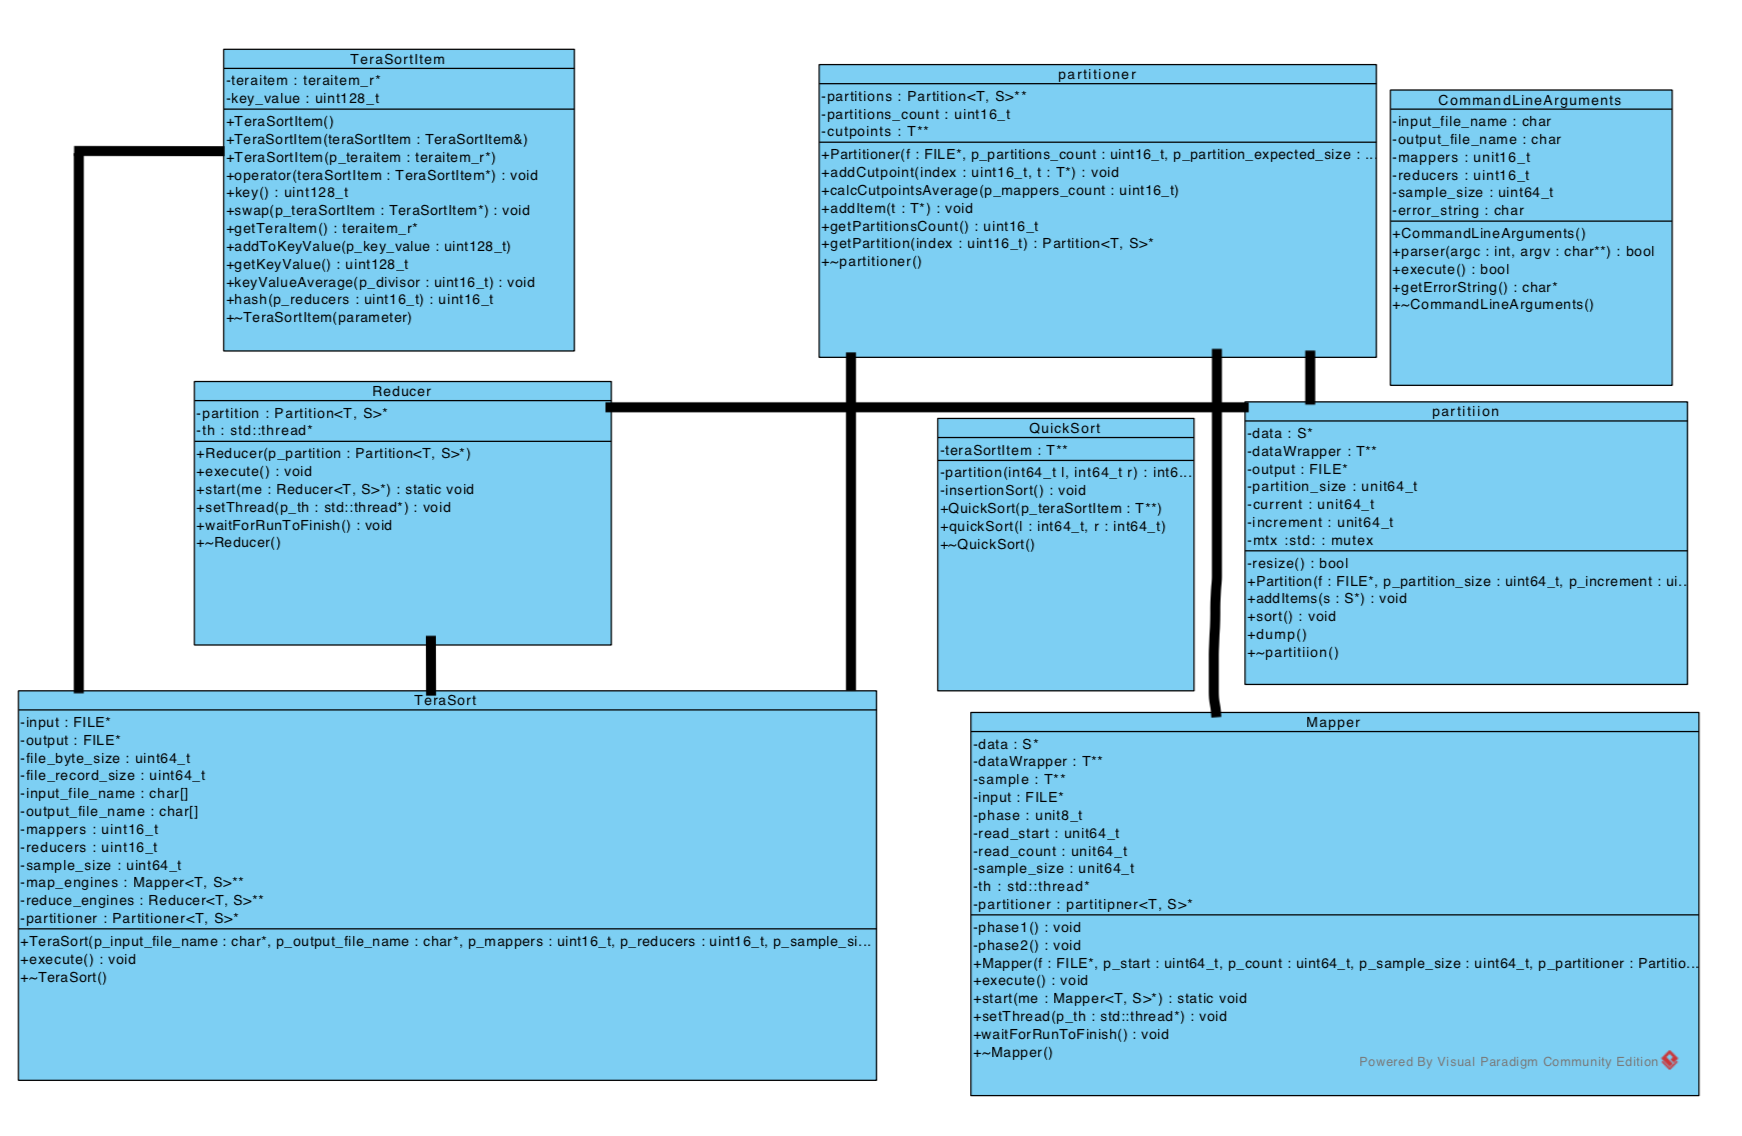 TeraSortItem
-teraitem : teraitem_r*
-key_value : uint128_t
+TeraSortItem()
+TeraSortItem(teraSortItem : TeraSortItem&)
+TeraSortItem(p_teraitem : teraitem_r*)
+operator(teraSortItem : TeraSortItem*) : void
+key() : uint128_t
+swap(p_teraSortItem : TeraSortItem*) : void
+getTeraItem() : teraitem_r*
+addToKeyValue(p_key_value : uint128_t)
+getKeyValue() : uint128_t
+keyValueAverage(p_divisor : uint16_t) : void
+hash(p_reducers : uint16_t) : uint16_t
+~TeraSortItem(parameter)
partitioner
-partitions : Partition<T, S>**
-partitions_count : uint16_t
-cutpoints : T**
+Partitioner(f : FILE*, p_partitions_count : uint16_t, p_partition_expected_size : ...
+addCutpoint(index : uint16_t, t : T*) : void
+calcCutpointsAverage(p_mappers_count : uint16_t)
+addItem(t : T*) : void
+getPartitionsCount() : uint16_t
+getPartition(index : uint16_t) : Partition<T, S>*
+~partitioner()
CommandLineArguments
-input_file_name : char
-output_file_name : char
-mappers : unit16_t
-reducers : uint16_t
-sample_size : uint64_t
-error_string : char
+CommandLineArguments()
+parser(argc : int, argv : char**) : bool
+execute() : bool
+getErrorString() : char*
+~CommandLineArguments()
Reducer
-partition : Partition<T, S>*
-th : std::thread*
+Reducer(p_partition : Partition<T, S>*)
+execute() : void
+start(me : Reducer<T, S>*) : static void
+setThread(p_th : std::thread*) : void
+waitForRunToFinish() : void
+~Reducer()
QuickSort
-teraSortItem : T**
-partition(int64_t l, int64_t r) : int6...
-insertionSort() : void
+QuickSort(p_teraSortItem : T**)
+quickSort(l : int64_t, r : int64_t)
+~QuickSort()
partitiion
-data : S*
-dataWrapper : T**
-output : FILE*
-partition_size : unit64_t
-current : unit64_t
-increment : unit64_t
-mtx :std: : mutex
-resize() : bool
+Partition(f : FILE*, p_partition_size : uint64_t, p_increment : ui...
+addItems(s : S*) : void
+sort() : void
+dump()
+~partitiion()
TeraSort
-input : FILE*
-output : FILE*
-file_byte_size : uint64_t
-file_record_size : uint64_t
-input_file_name : char[]
-output_file_name : char[]
-mappers : uint16_t
-reducers : uint16_t
-sample_size : uint64_t
-map_engines : Mapper<T, S>**
-reduce_engines : Reducer<T, S>**
-partitioner : Partitioner<T, S>*
+TeraSort(p_input_file_name : char*, p_output_file_name : char*, p_mappers : uint16_t, p_reducers : uint16_t, p_sample_si...
+execute() : void
+~TeraSort()
Mapper
-data : S*
-dataWrapper : T**
-sample : T**
-input : FILE*
-phase : unit8_t
-read_start : unit64_t
-read_count : unit64_t
-sample_size : unit64_t
-th : std::thread*
-partitioner : partitipner<T, S>*
-phase1() : void
-phase2() : void
+Mapper(f : FILE*, p_start : uint64_t, p_count : uint64_t, p_sample_size : uint64_t, p_partitioner : Partitio...
+execute() : void
+start(me : Mapper<T, S>*) : static void
+setThread(p_th : std::thread*) : void
+waitForRunToFinish() : void
+~Mapper()
Powered By Visual Paradigm Community Edition